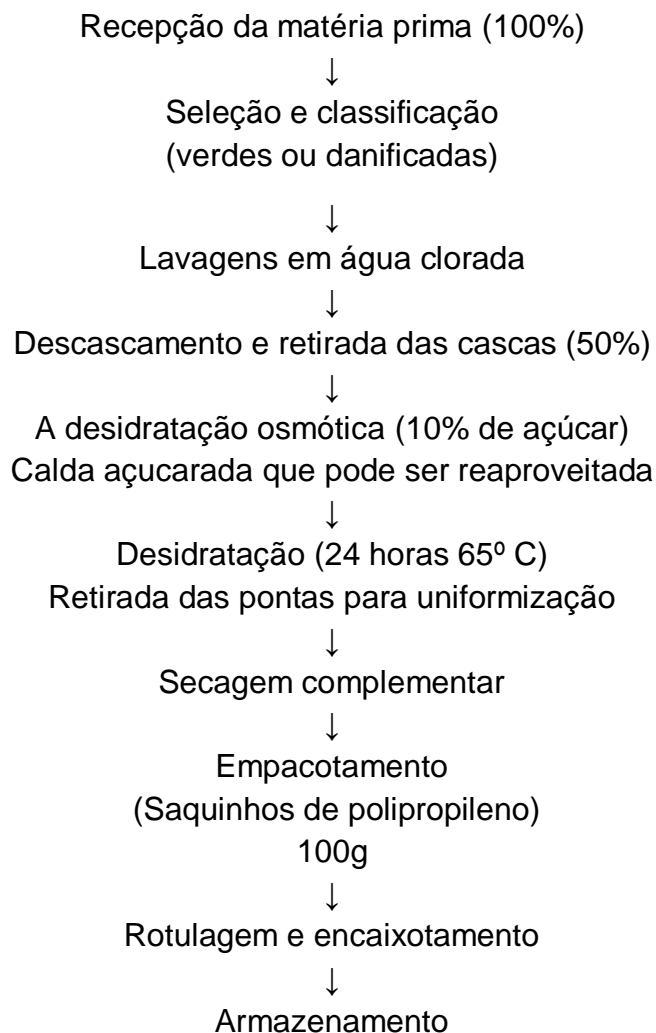 Recepção da matéria prima (100%)
↓
Seleção e classificação
(verdes ou danificadas)
↓
Lavagens em água clorada
↓
Descascamento e retirada das cascas (50%)
↓
A desidratação osmótica (10% de açúcar)
Calda açucarada que pode ser reaproveitada
↓
Desidratação (24 horas 65º C)
Retirada das pontas para uniformização
↓
Secagem complementar
↓
Empacotamento
(Saquinhos de polipropileno)
100g
↓
Rotulagem e encaixotamento
↓
Armazenamento